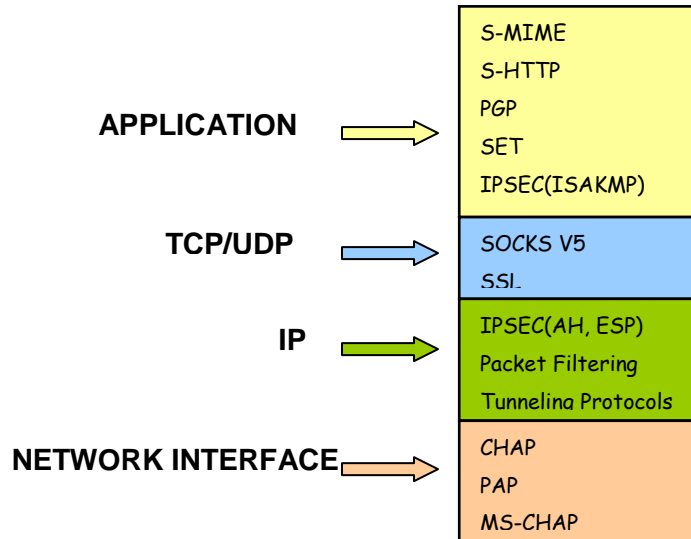 S-MIME
S-HTTP
PGP
APPLICATION
SET
IPSEC(ISAKMP)
TCP/UDP
SOCKS V5
SSL
IP
IPSEC(AH, ESP)
Packet Filtering
Tunneling Protocols
NETWORK INTERFACE
CHAP
PAP
MS-CHAP